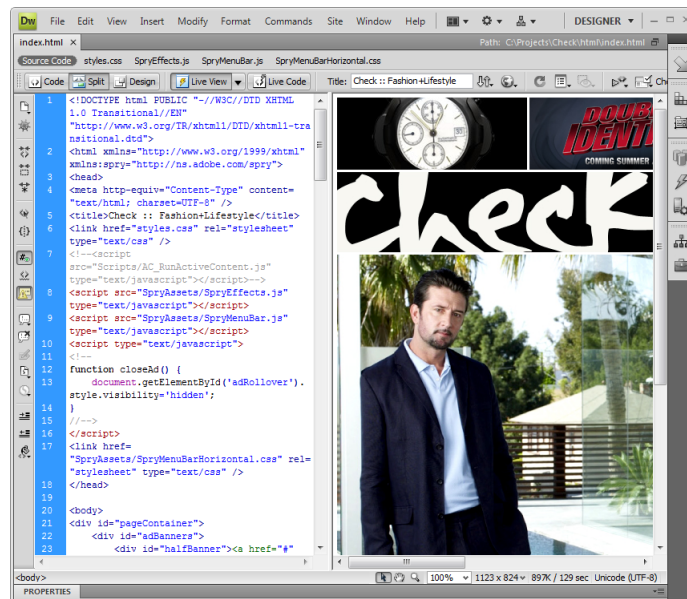 Dw File Edit View Insert Modify Format Commands Site Window Help DESIGNER
index.html × Path: C:\Projects\Check\html\index.html
Source Code styles.css SpryEffects.js SpryMenuBar.js SpryMenuBarHorizontal.css
Code Split Design Live View Live Code Title: Check :: Fashion+Lifestyle
1 <!DOCTYPE html PUBLIC "-//W3C//DTD XHTML
1.0 Transitional//EN"
"http://www.w3.org/TR/xhtml1/DTD/xhtml1-tra
nsitional.dtd">
2 <html xmlns="http://www.w3.org/1999/xhtml"
xmlns:spry="http://ns.adobe.com/spry">
3 <head>
4 <meta http-equiv="Content-Type" content=
"text/html; charset=UTF-8" />
5 <title>Check :: Fashion+Lifestyle</title>
6 <link href="styles.css" rel="stylesheet"
type="text/css" />
7 <!--<script
src="Scripts/AC_RunActiveContent.js"
type="text/javascript"></script>-->
8 <script src="SpryAssets/SpryEffects.js"
type="text/javascript"></script>
9 <script src="SpryAssets/SpryMenuBar.js"
type="text/javascript"></script>
10 <script type="text/javascript">
11 <!--
12 function closeAd() {
13 document.getElementById('adRollover').
style.visibility='hidden';
14 }
15 //-->
16 </script>
17 <link href=
"SpryAssets/SpryMenuBarHorizontal.css" rel=
"stylesheet" type="text/css" />
18 </head>
19
20 <body>
21 <div id="pageContainer">
22 <div id="adBanners">
23 <div id="halfBanner"><a href="#"
IDENTIT
COMING SUMMER
check
<body> 100% 1123 x 824 897K / 129 sec Unicode (UTF-8)
PROPERTIES